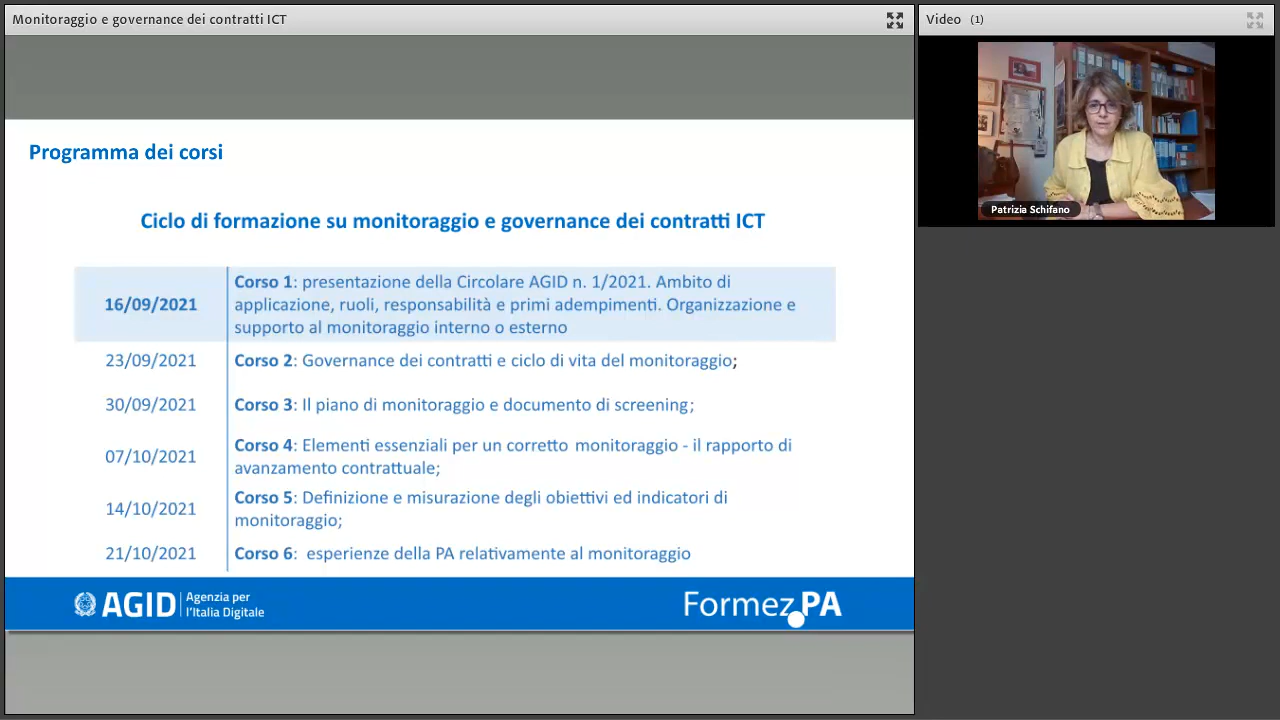 Monitoraggio e governance dei contratti ICT
Video (1)
Patrizia Schifano
Programma dei corsi
Ciclo di formazione su monitoraggio e governance dei contratti ICT
16/09/2021
Corso 1: presentazione della Circolare AGID n. 1/2021. Ambito di
applicazione, ruoli, responsabilità e primi adempimenti. Organizzazione e
supporto al monitoraggio interno o esterno
23/09/2021
Corso 2: Governance dei contratti e ciclo di vita del monitoraggio;
30/09/2021
Corso 3: Il piano di monitoraggio e documento di screening;
07/10/2021
Corso 4: Elementi essenziali per un corretto monitoraggio - il rapporto di
avanzamento contrattuale;
14/10/2021
Corso 5: Definizione e misurazione degli obiettivi ed indicatori di
monitoraggio;
21/10/2021
Corso 6: esperienze della PA relativamente al monitoraggio
AGID
Agenzia per
l'Italia Digitale
Formez PA